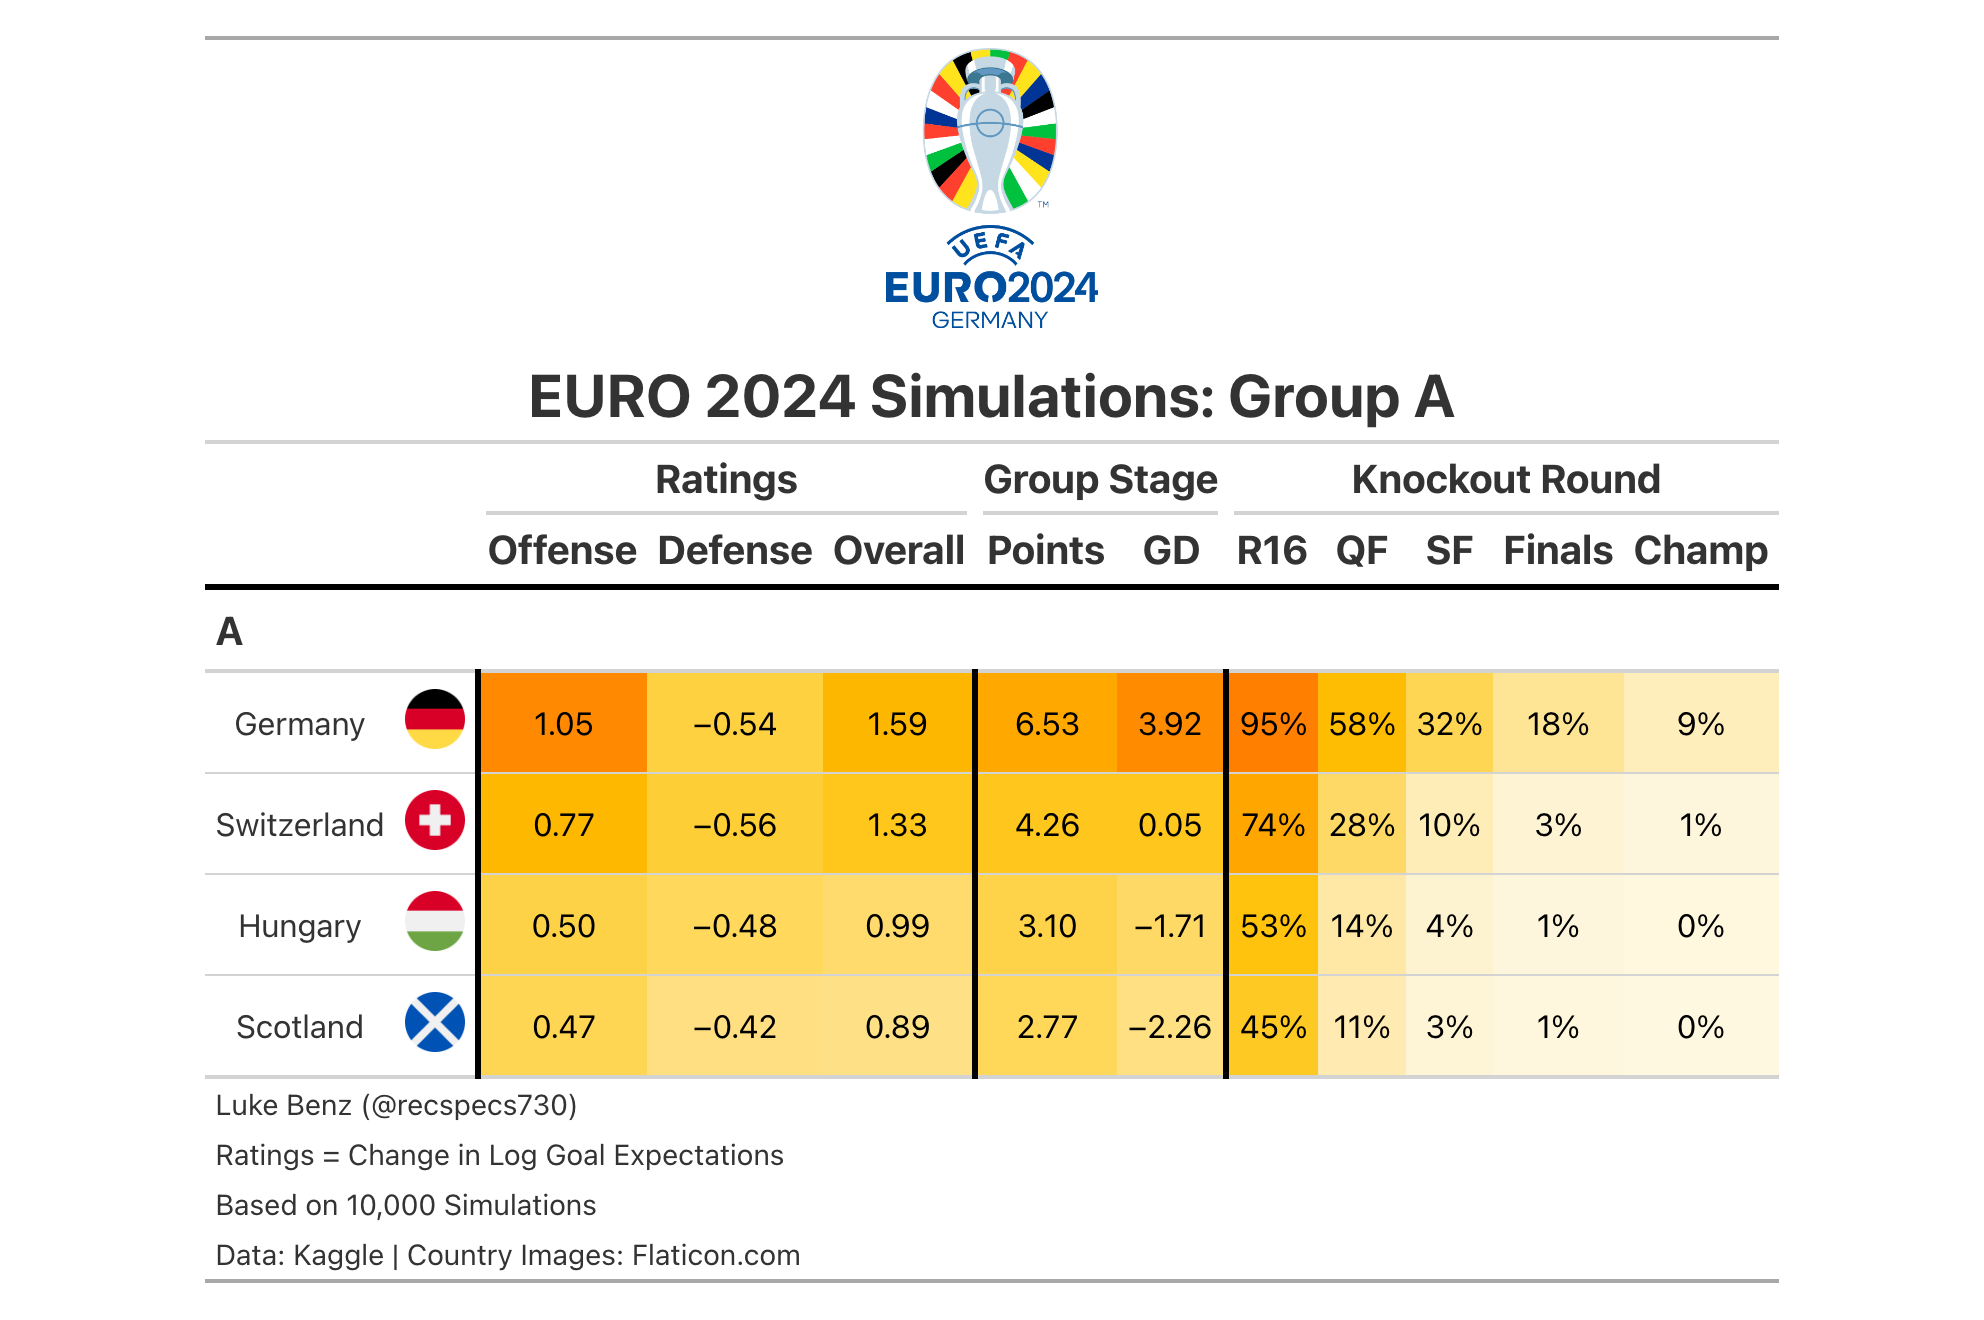 TM
UEFA
EURO2024
GERMANY
EURO 2024 Simulations: Group A
Ratings Group Stage Knockout Round
Offense Defense Overall Points GD R16 QF SF Finals Champ
A
Germany 1.05 −0.54 1.59 6.53 3.92 95% 58% 32% 18% 9%
Switzerland 0.77 −0.56 1.33 4.26 0.05 74% 28% 10% 3% 1%
Hungary 0.50 −0.48 0.99 3.10 −1.71 53% 14% 4% 1% 0%
Scotland 0.47 −0.42 0.89 2.77 −2.26 45% 11% 3% 1% 0%
Luke Benz (@recspecs730)
Ratings = Change in Log Goal Expectations
Based on 10,000 Simulations
Data: Kaggle | Country Images: Flaticon.com